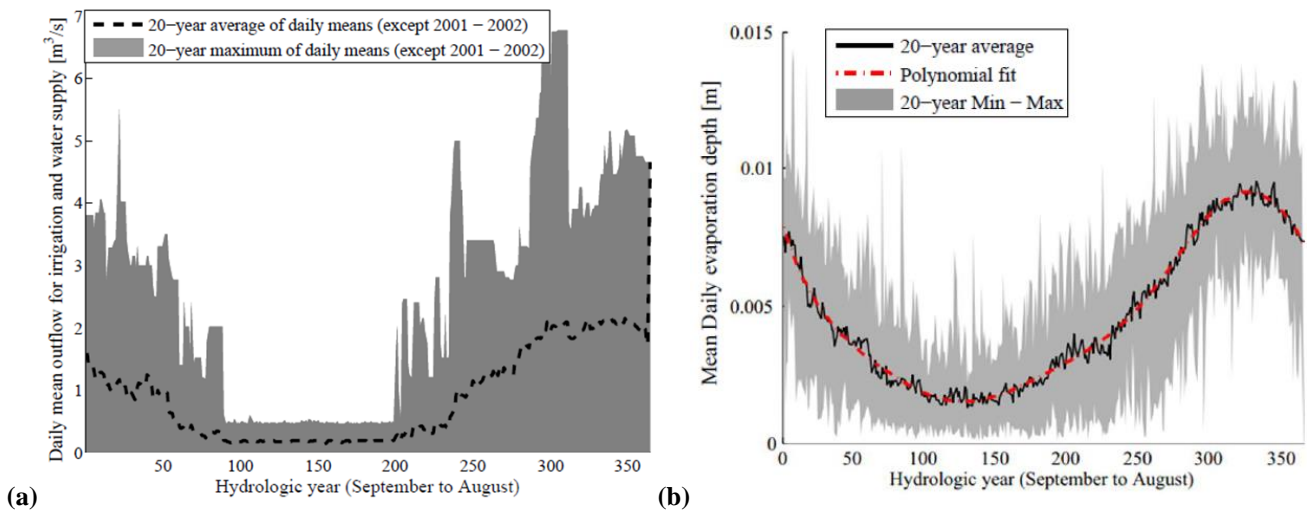 20−year average of daily means (except 2001 − 2002)
20−year maximum of daily means (except 2001 − 2002)
Daily mean outflow for irrigation and water supply [m³/s]
7
6
5
4
3
2
1
0
50 100 150 200 250 300 350
Hydrologic year (September to August)
(a)
20−year average
Polynomial fit
20−year Min − Max
Mean Daily evaporation depth [m]
0.015
0.01
0.005
0
0 50 100 150 200 250 300 350
Hydrologic year (September to August)
(b)